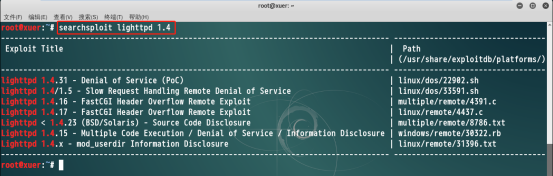 root@xuer: ~
文件(F) 编辑(E) 查看(V) 搜索(S) 终端(T) 帮助(H)
root@xuer:~# searchsploit lighttpd 1.4
Exploit Title | Path
| (/usr/share/exploitdb/platforms/)
lighttpd 1.4.31 - Denial of Service (PoC) | linux/dos/22902.sh
lighttpd 1.4/1.5 - Slow Request Handling Remote Denial of Service | linux/dos/33591.sh
Lighttpd 1.4.16 - FastCGI Header Overflow Remote Exploit | multiple/remote/4391.c
Lighttpd 1.4.17 - FastCGI Header Overflow Remote Exploit | linux/remote/4437.c
Lighttpd < 1.4.23 (BSD/Solaris) - Source Code Disclosure | multiple/remote/8786.txt
Lighttpd 1.4.15 - Multiple Code Execution / Denial of Service / Information Disclosure | windows/remote/30322.rb
Lighttpd 1.4.x - mod_userdir Information Disclosure | linux/remote/31396.txt
root@xuer:~#